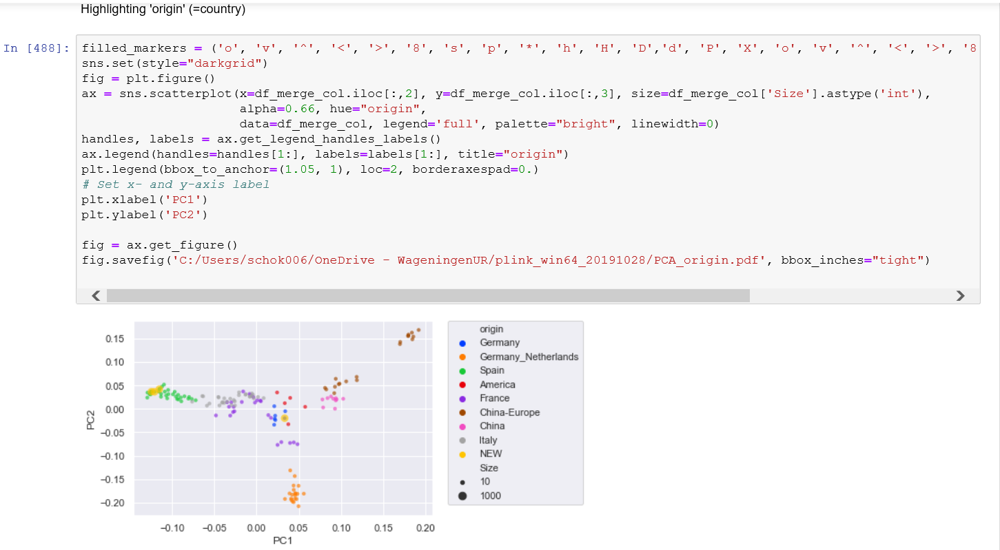 Highlighting 'origin' (=country)
In [488]:
filled_markers = ('o', 'v', '^', '<', '>', '8', 's', 'p', '*', 'h', 'H', 'D','d', 'P', 'X', 'o', 'v', '^', '<', '>', '8
sns.set(style="darkgrid")
fig = plt.figure()
ax = sns.scatterplot(x=df_merge_col.iloc[:,2], y=df_merge_col.iloc[:,3], size=df_merge_col['Size'].astype('int'),
alpha=0.66, hue="origin",
data=df_merge_col, legend='full', palette="bright", linewidth=0)
handles, labels = ax.get_legend_handles_labels()
ax.legend(handles=handles[1:], labels=labels[1:], title="origin")
plt.legend(bbox_to_anchor=(1.05, 1), loc=2, borderaxespad=0.)
# Set x- and y-axis label
plt.xlabel('PC1')
plt.ylabel('PC2')
fig = ax.get_figure()
fig.savefig('C:/Users/schok006/OneDrive - WageningenUR/plink_win64_20191028/PCA_origin.pdf', bbox_inches="tight")
0.15
0.10
0.05
0.00
−0.05
−0.10
−0.15
−0.20
PC2
−0.10 −0.05 0.00 0.05 0.10 0.15 0.20
PC1
origin
Germany
Germany_Netherlands
Spain
America
France
China-Europe
China
Italy
NEW
Size
10
1000